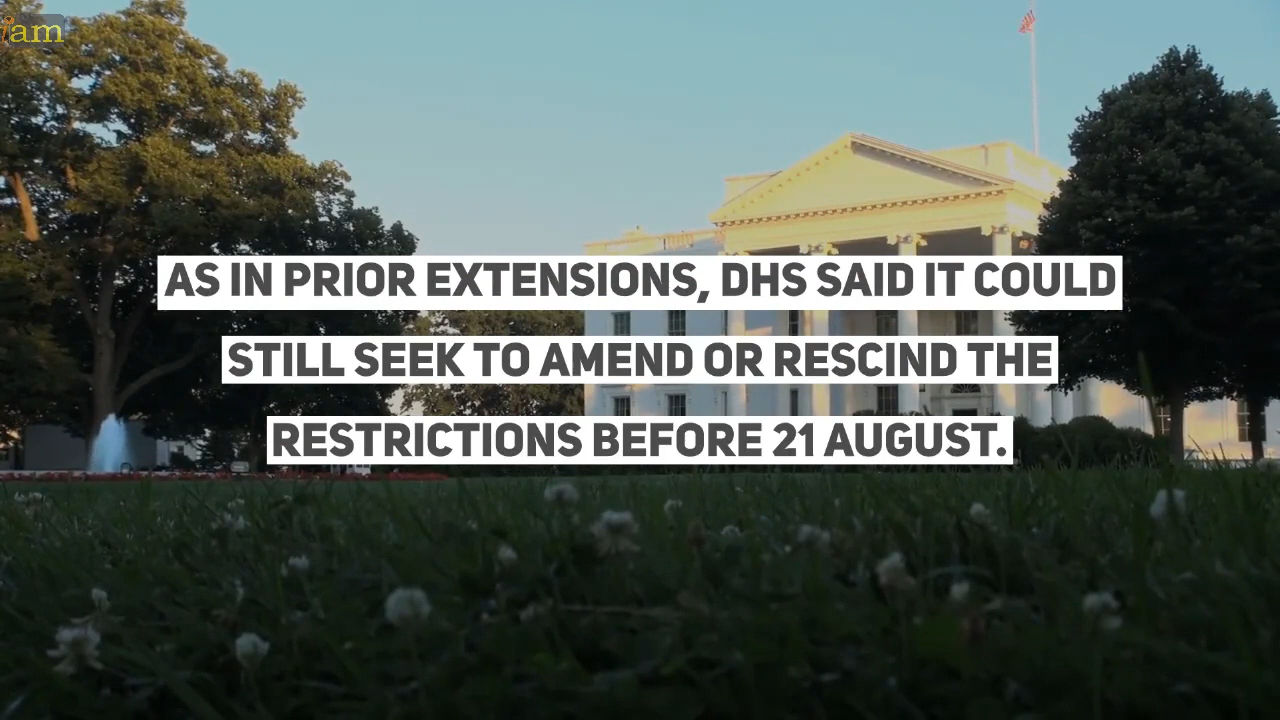 iam
AS IN PRIOR EXTENSIONS, DHS SAID IT COULD
STILL SEEK TO AMEND OR RESCIND THE
RESTRICTIONS BEFORE 21 AUGUST.